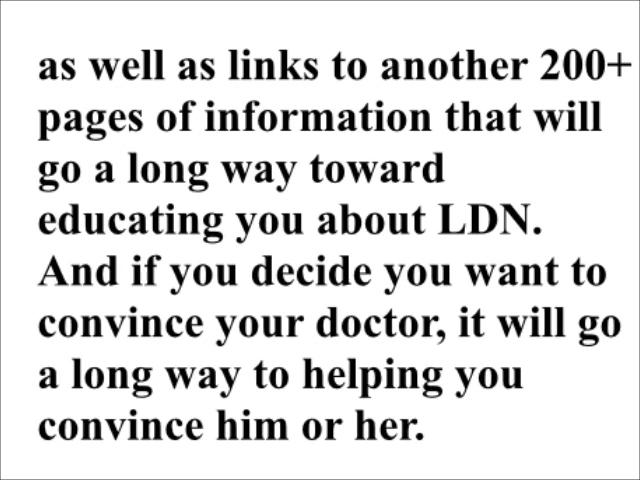 as well as links to another 200+
pages of information that will
go a long way toward
educating you about LDN.
And if you decide you want to
convince your doctor, it will go
a long way to helping you
convince him or her.